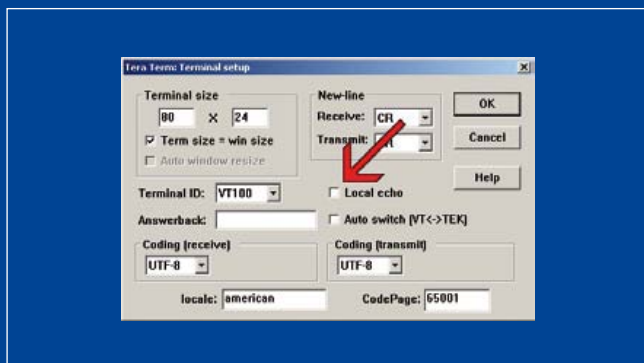 Tera Term: Terminal setup
Terminal size
80 X 24
Term size = win size
Auto window resize
New-line
Receive: CR
Transmit:
OK
Cancel
Help
Terminal ID: VT100
Local echo
Answerback:
Auto switch (VT<->TEK)
Coding (receive)
UTF-8
Coding (transmit)
UTF-8
locale: american
CodePage: 65001